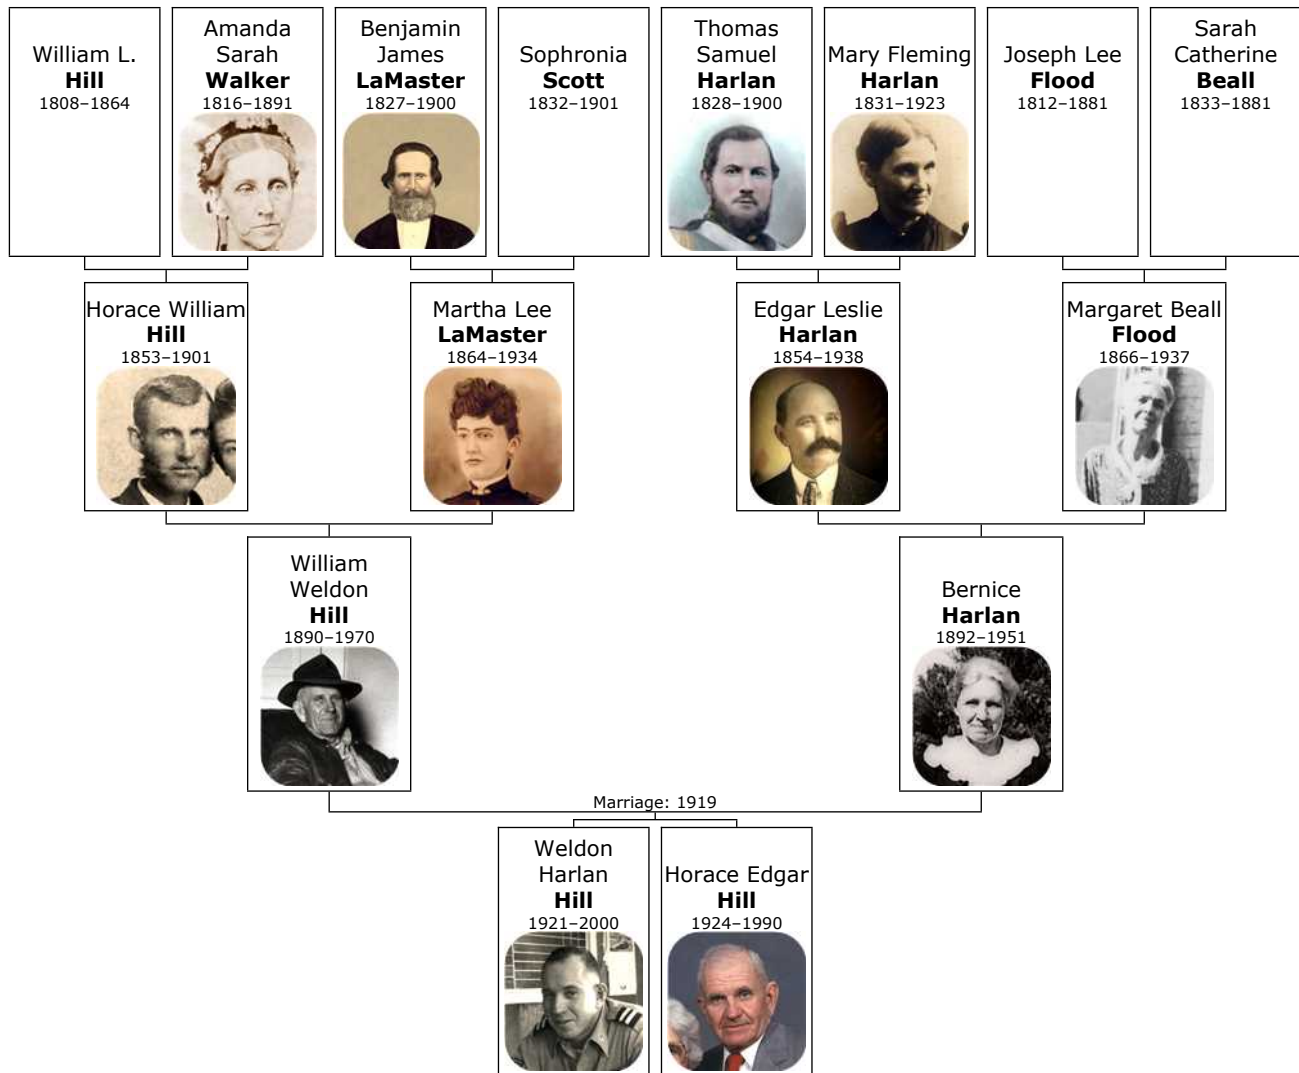 William L.
Hill
1808–1864
Amanda
Sarah
Walker
1816–1891
Benjamin
James
LaMaster
1827–1900
Sophronia
Scott
1832–1901
Thomas
Samuel
Harlan
1828–1900
Mary Fleming
Harlan
1831–1923
Joseph Lee
Flood
1812–1881
Sarah
Catherine
Beall
1833–1881
Horace William
Hill
1853–1901
Martha Lee
LaMaster
1864–1934
Edgar Leslie
Harlan
1854–1938
Margaret Beall
Flood
1866–1937
William
Weldon
Hill
1890–1970
Bernice
Harlan
1892–1951
Marriage: 1919
Weldon
Harlan
Hill
1921–2000
Horace Edgar
Hill
1924–1990